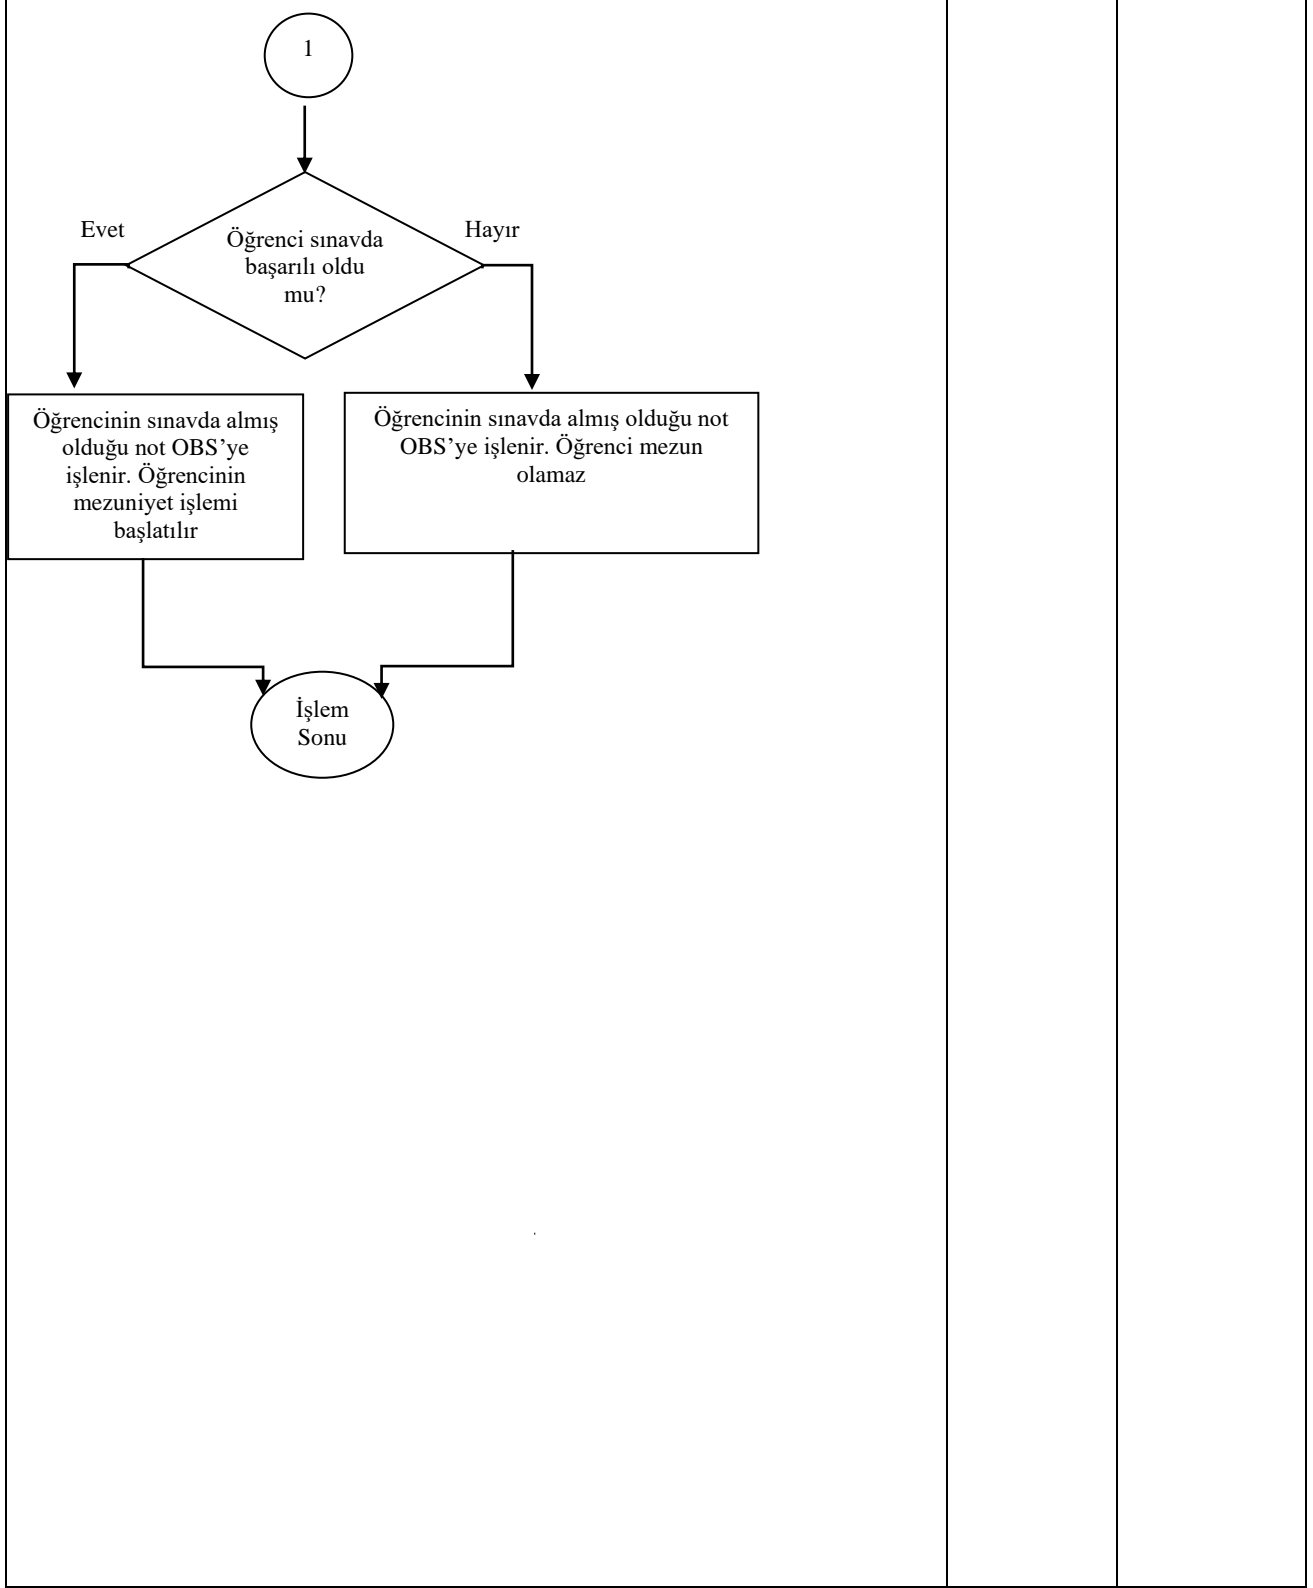 1
Evet
Hayır
Öğrenci sınavda
başarılı oldu
mu?
Öğrencinin sınavda almış
olduğu not OBS’ye
işlenir. Öğrencinin
mezuniyet işlemi
başlatılır
Öğrencinin sınavda almış olduğu not
OBS’ye işlenir. Öğrenci mezun
olamaz
İşlem
Sonu